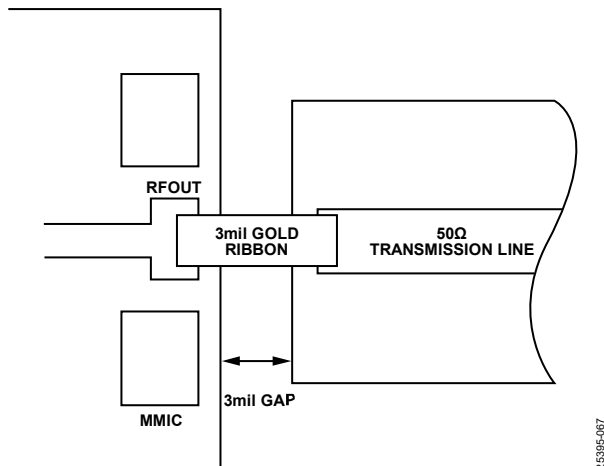 RFOUT
3mil GOLD
RIBBON
50Ω
TRANSMISSION LINE
3mil GAP
MMIC